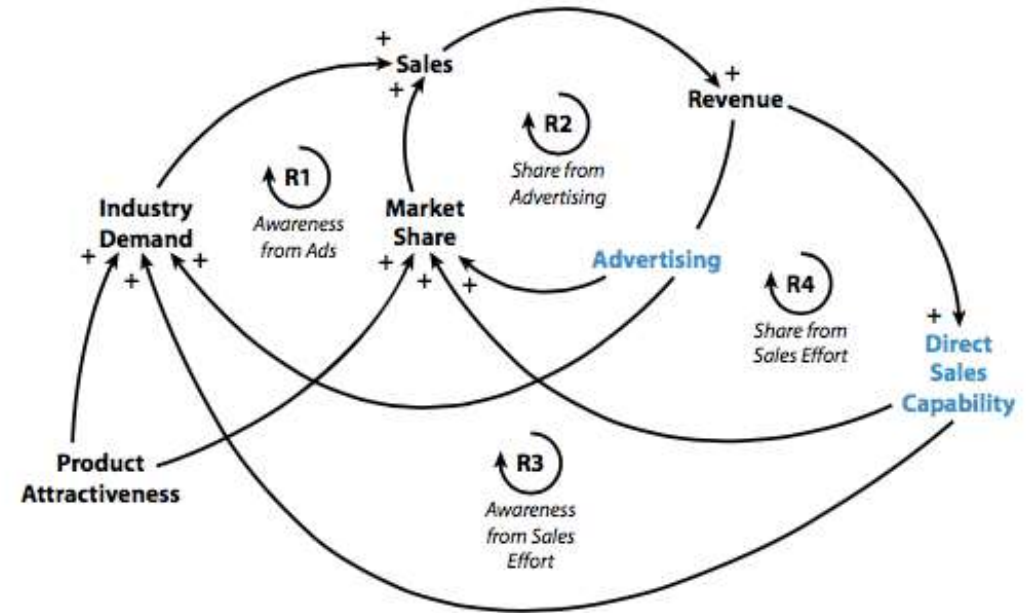 +
Sales
+
+
Revenue
R2
Share from
Advertising
R1
Awareness
from Ads
Industry
Demand
+
+
+
Market
Share
+
+
+
Advertising
R4
Share from
Sales Effort
+
Direct
Sales
Capability
Product
Attractiveness
R3
Awareness
from Sales
Effort